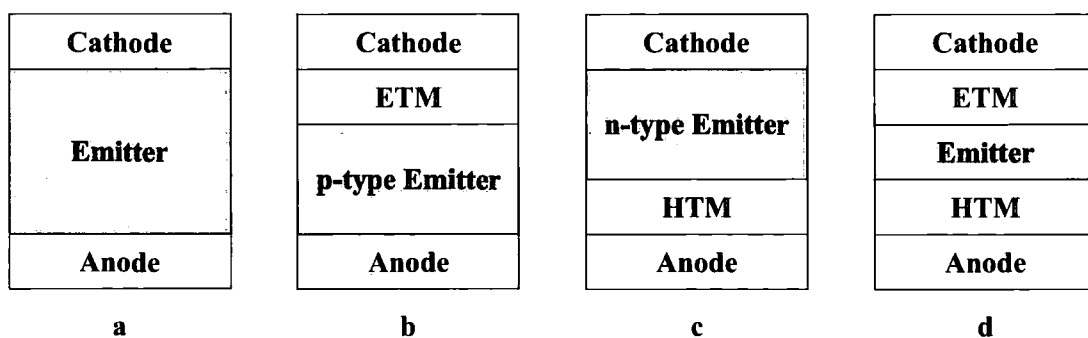 Cathode
Emitter
Anode
a
Cathode
ETM
p-type Emitter
Anode
b
Cathode
n-type Emitter
HTM
Anode
c
Cathode
ETM
Emitter
HTM
Anode
d